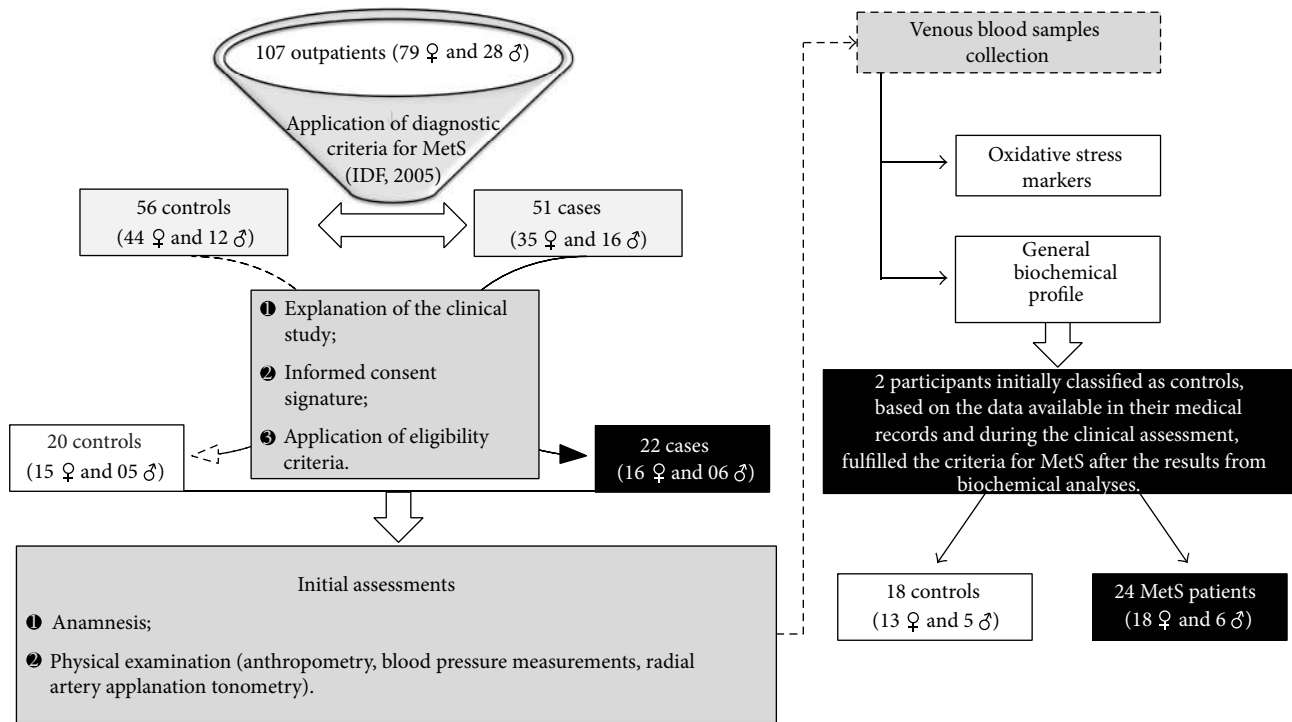 107 outpatients (79 ♀ and 28 ♂)
Application of diagnostic
criteria for MetS
(IDF, 2005)
56 controls
(44 ♀ and 12 ♂)
51 cases
(35 ♀ and 16 ♂)
❶ Explanation of the clinical
study;
❷ Informed consent
signature;
❸ Application of eligibility
criteria.
20 controls
(15 ♀ and 05 ♂)
22 cases
(16 ♀ and 06 ♂)
Initial assessments
❶ Anamnesis;
❷ Physical examination (anthropometry, blood pressure measurements, radial
artery applanation tonometry).
Venous blood samples
collection
Oxidative stress
markers
General
biochemical
profile
2 participants initially classified as controls,
based on the data available in their medical
records and during the clinical assessment,
fulfilled the criteria for MetS after the results from
biochemical analyses.
18 controls
(13 ♀ and 5 ♂)
24 MetS patients
(18 ♀ and 6 ♂)